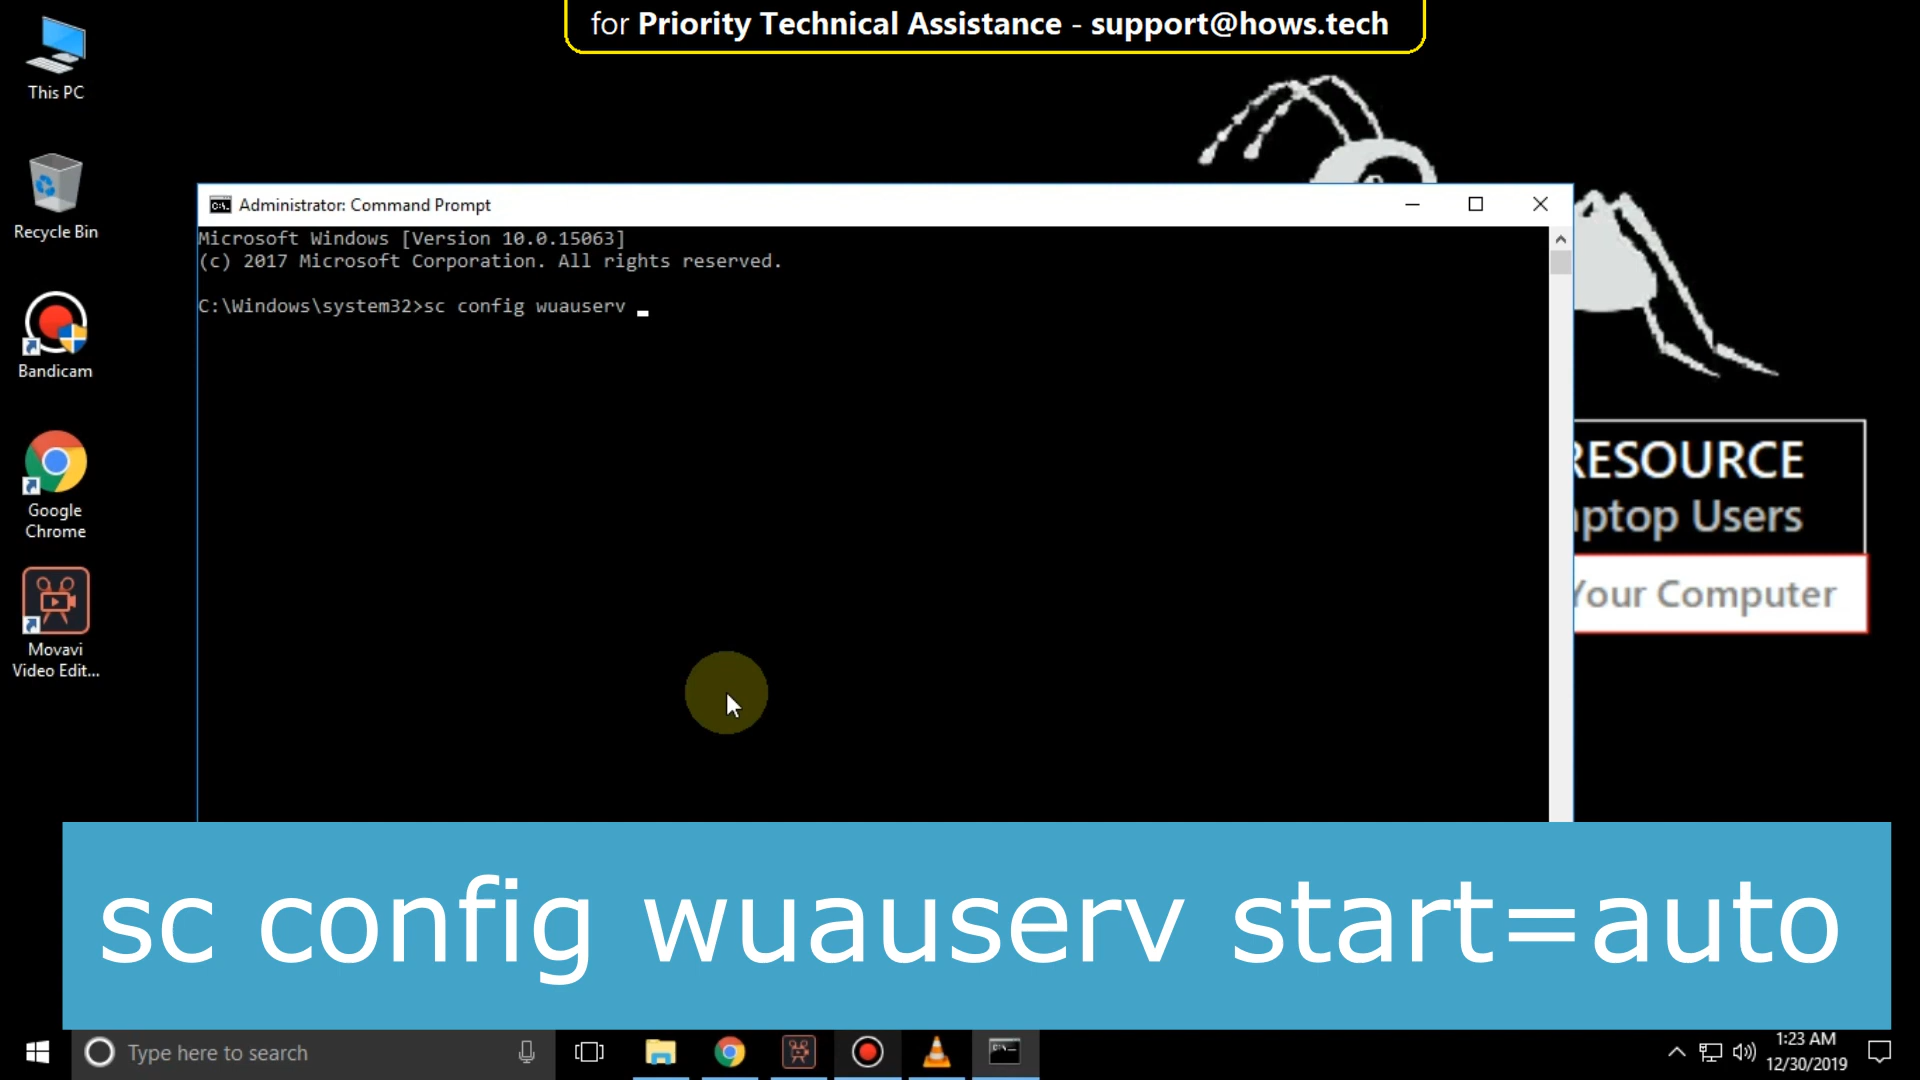 for Priority Technical Assistance - support@hows.tech
This PC
Recycle Bin
Bandicam
Google
Chrome
Movavi
Video Edit...
Administrator: Command Prompt
Microsoft Windows [Version 10.0.15063]
(c) 2017 Microsoft Corporation. All rights reserved.
C:\Windows\system32>sc config wuauserv _
RESOURCE
ptop Users
Your Computer
sc config wuauserv start=auto
Type here to search
1:23 AM
12/30/2019